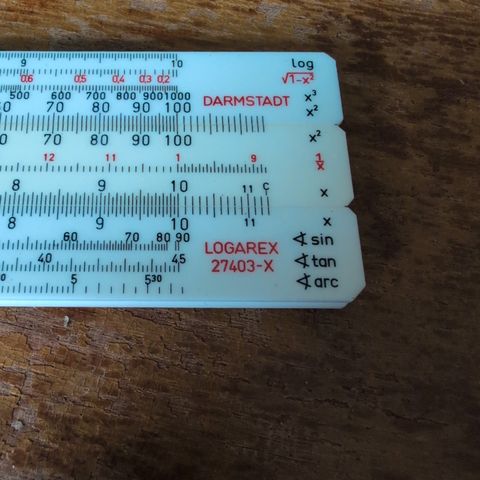 9 10 log
0,6 0,5 0,4 0,3 0,2 √1-x²
500 600 700 800 900 1000 x³
60 70 80 90 100 DARMSTADT x²
60 70 80 90 100 x²
12 11 1 9 1/x
8 9 10 11 C x
8 9 10 11 x
60 70 80 90 LOGAREX ∢ sin
40 45 27403-X ∢ tan
5 5³⁰ ∢ arc